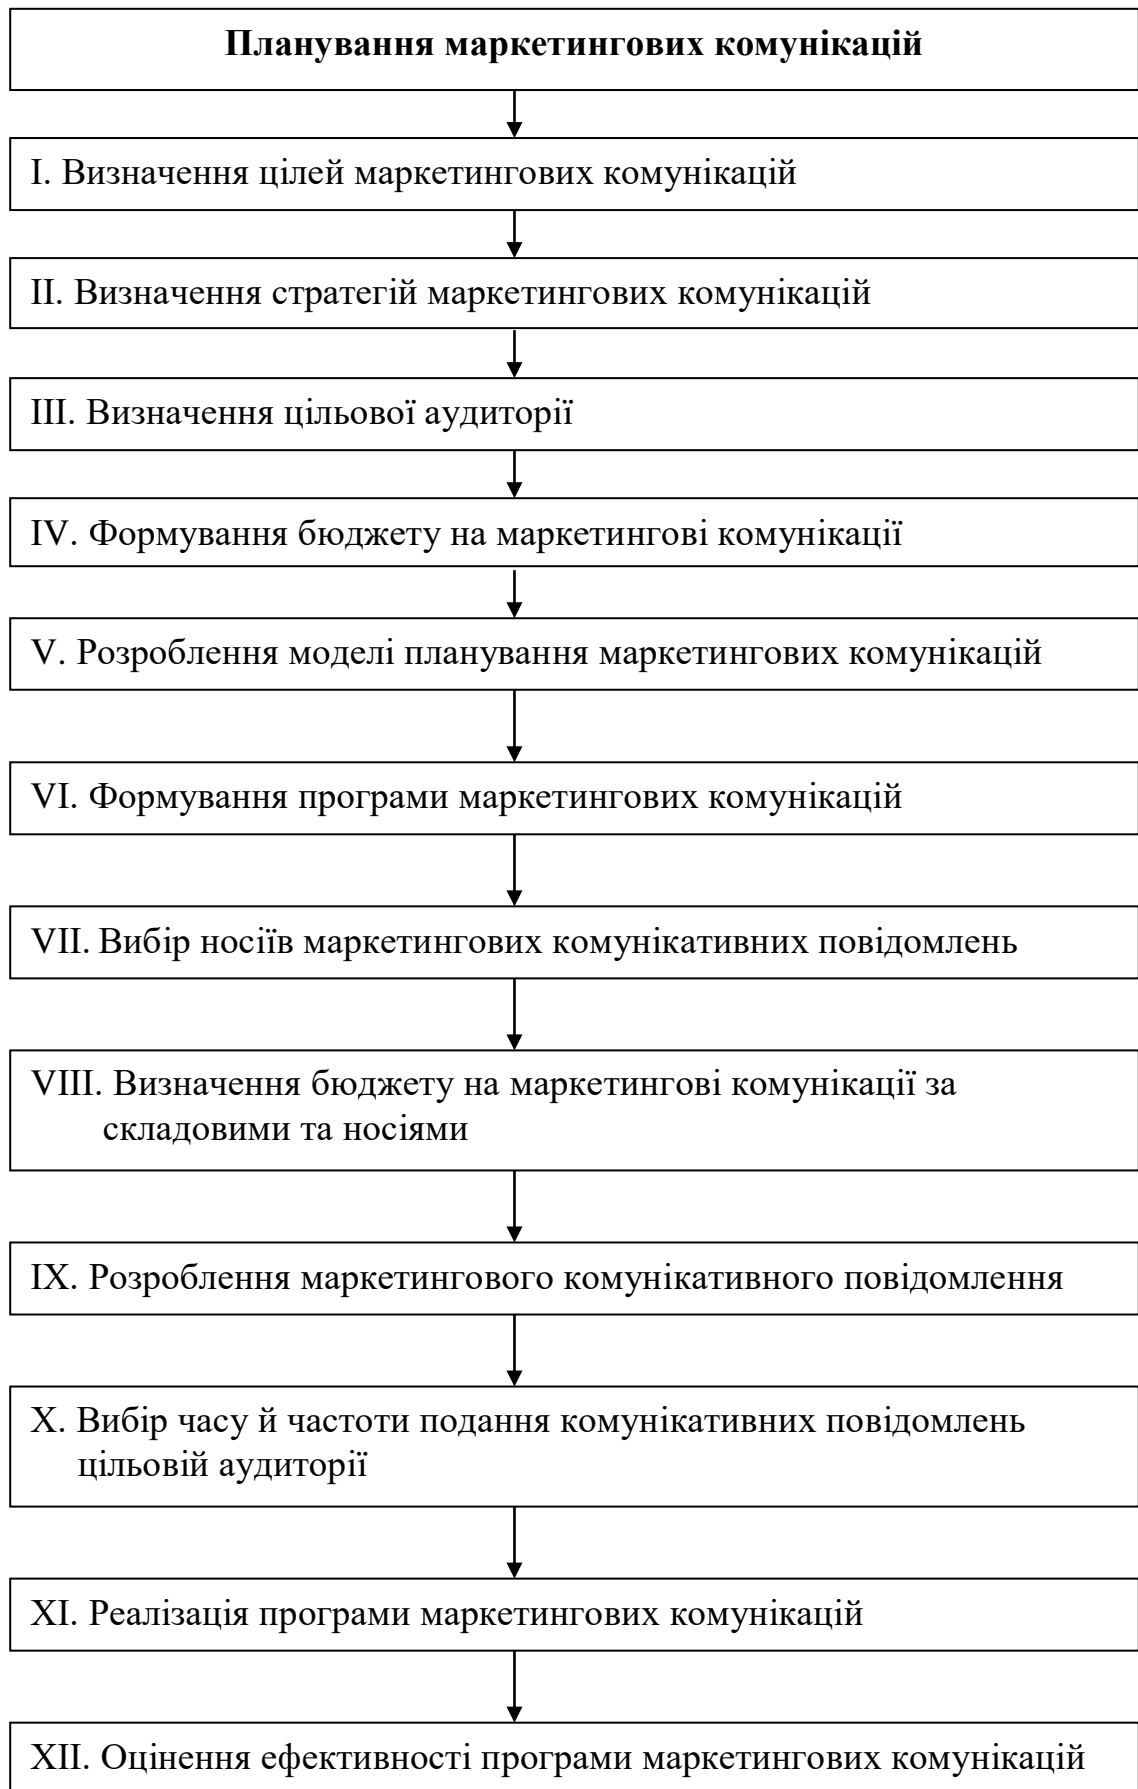 Планування маркетингових комунікацій
I. Визначення цілей маркетингових комунікацій
II. Визначення стратегій маркетингових комунікацій
III. Визначення цільової аудиторії
IV. Формування бюджету на маркетингові комунікації
V. Розроблення моделі планування маркетингових комунікацій
VI. Формування програми маркетингових комунікацій
VII. Вибір носіїв маркетингових комунікативних повідомлень
VIII. Визначення бюджету на маркетингові комунікації за
складовими та носіями
IX. Розроблення маркетингового комунікативного повідомлення
X. Вибір часу й частоти подання комунікативних повідомлень
цільовій аудиторії
XI. Реалізація програми маркетингових комунікацій
XII. Оцінення ефективності програми маркетингових комунікацій